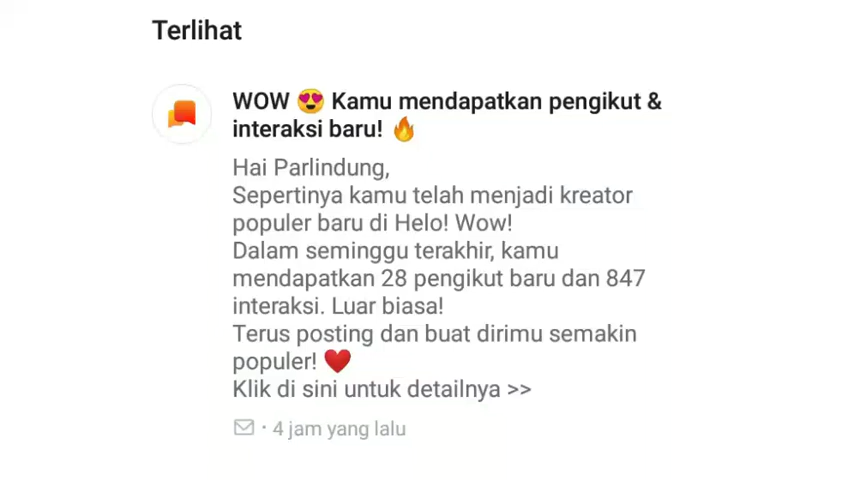 Terlihat
WOW 😍 Kamu mendapatkan pengikut &
interaksi baru! 🔥
Hai Parlindung,
Sepertinya kamu telah menjadi kreator
populer baru di Helo! Wow!
Dalam seminggu terakhir, kamu
mendapatkan 28 pengikut baru dan 847
interaksi. Luar biasa!
Terus posting dan buat dirimu semakin
populer! ❤️
Klik di sini untuk detailnya >>
· 4 jam yang lalu